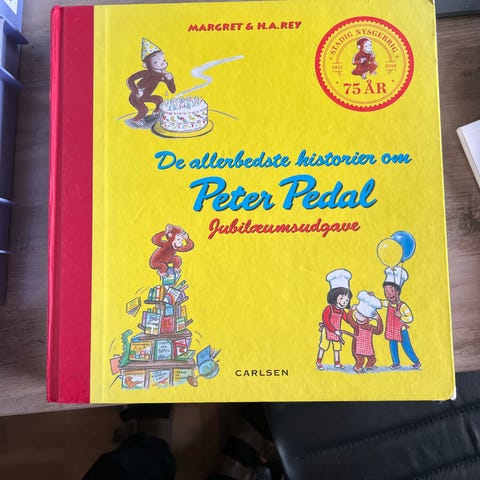 MARGRET & H.A.REY
STADIG NYSGERRIG
1941
2016
75 ÅR
De allerbedste historier om
Peter Pedal
Jubilæumsudgave
CARLSEN